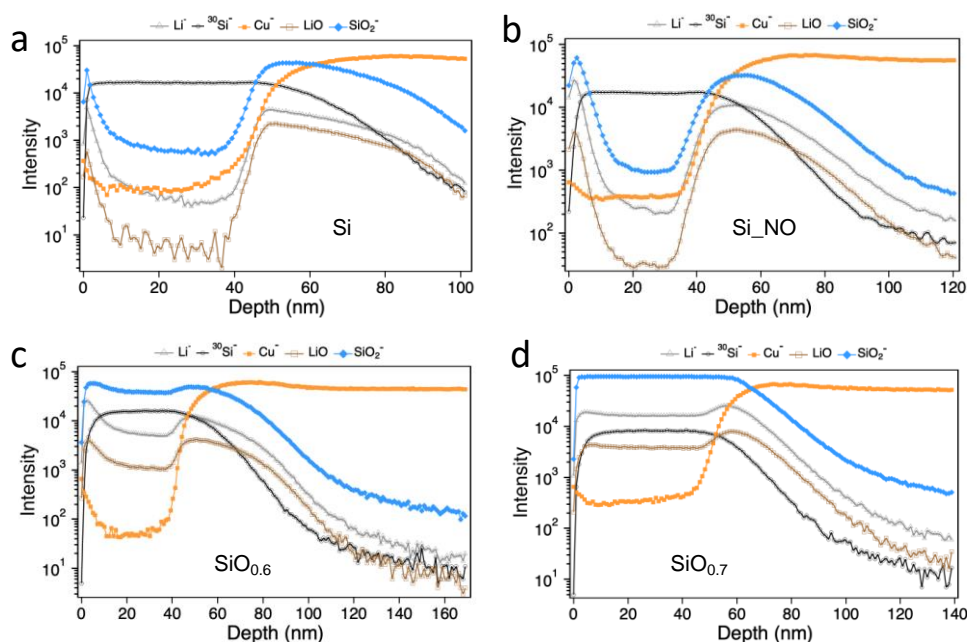 a
Li⁻ ³⁰Si⁻ Cu⁻ LiO SiO₂⁻
10⁵
10⁴
10³
10²
10¹
Intensity
Si
0 20 40 60 80 100
Depth (nm)
b
Li⁻ ³⁰Si⁻ Cu⁻ LiO SiO₂⁻
10⁵
10⁴
10³
10²
Intensity
Si_NO
0 20 40 60 80 100 120
Depth (nm)
c
Li⁻ ³⁰Si⁻ Cu⁻ LiO SiO₂⁻
10⁵
10⁴
10³
10²
10¹
Intensity
SiO₀.₆
0 20 40 60 80 100 120 140 160
Depth (nm)
d
Li⁻ ³⁰Si⁻ Cu⁻ LiO SiO₂⁻
10⁵
10⁴
10³
10²
10¹
Intensity
SiO₀.₇
0 20 40 60 80 100 120 140
Depth (nm)